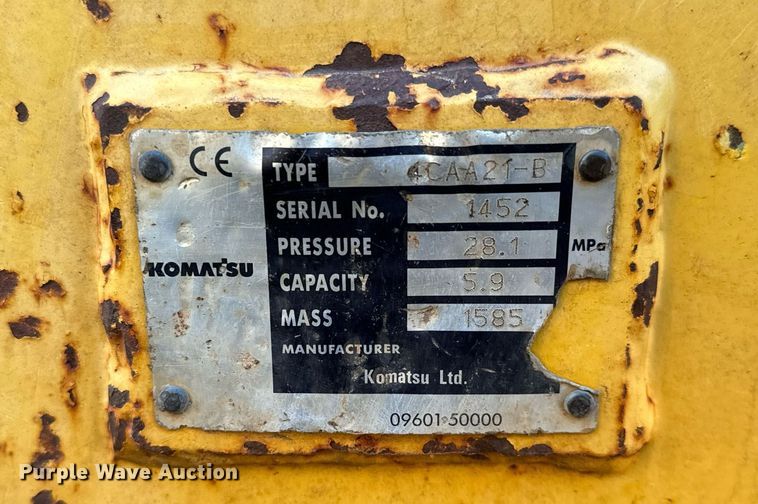 CE
TYPE 4CAA21-B
SERIAL No. 1452
PRESSURE 28.1 MPa
KOMATSU
CAPACITY 5.9
MASS 1585
MANUFACTURER
Komatsu Ltd.
09601-50000
Purple Wave Auction